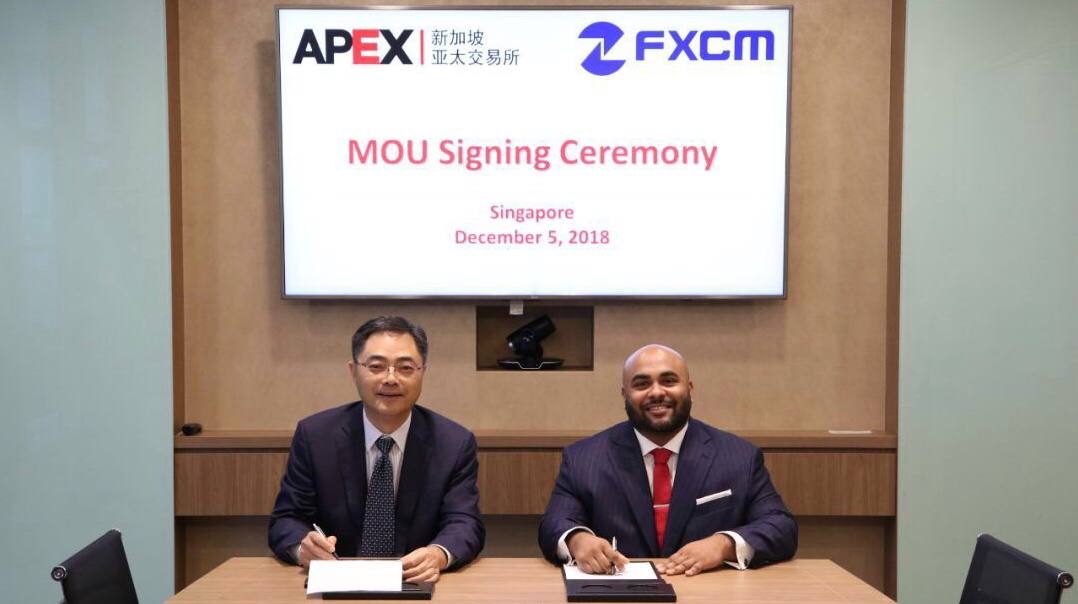 APEX
新加坡
亚太交易所
FXCM
MOU Signing Ceremony
Singapore
December 5, 2018